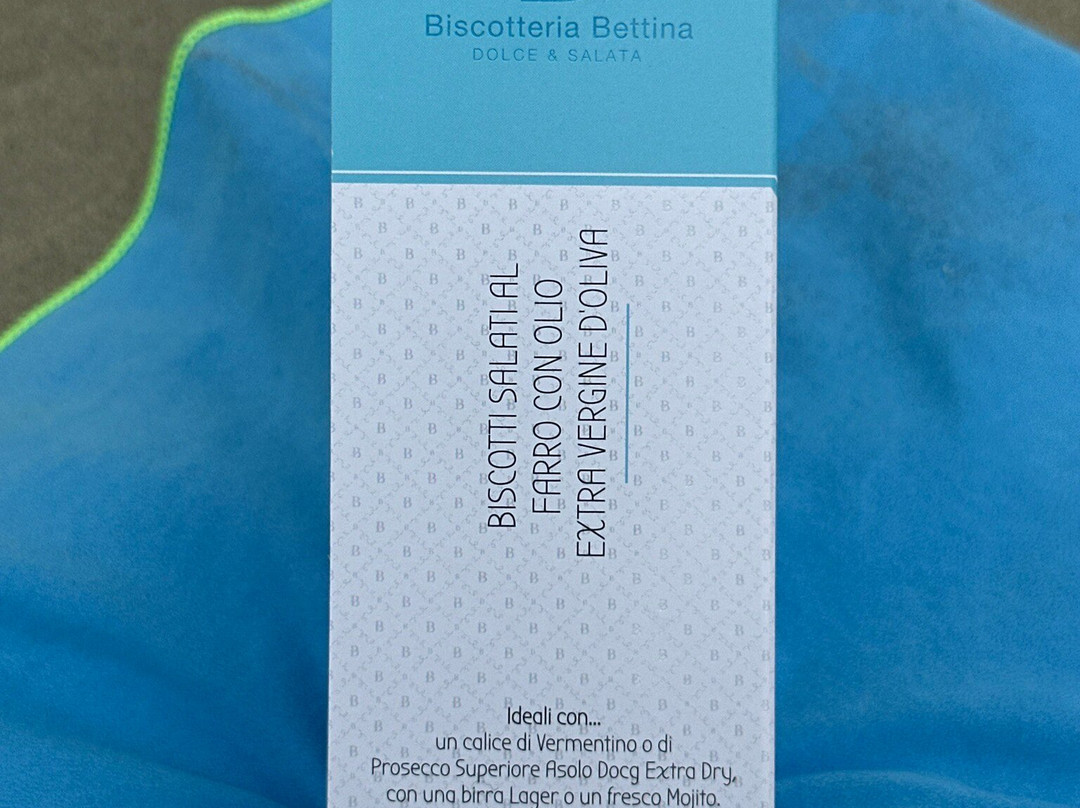 Biscotteria Bettina
DOLCE & SALATA
BISCOTTI SALATI AL
FARRO CON OLIO
EXTRA VERGINE D'OLIVA
Ideali con...
un calice di Vermentino o di
Prosecco Superiore Asolo Docg Extra Dry,
con una birra Lager o un fresco Mojito.